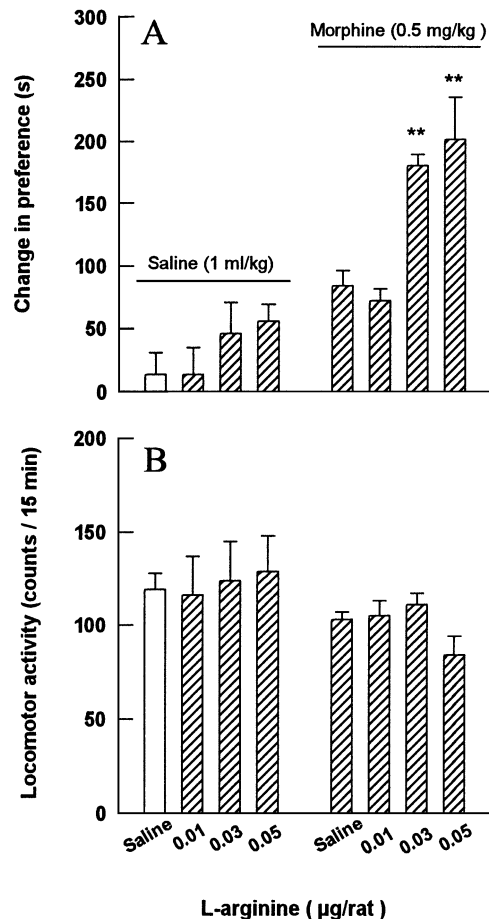 A
300
250
200
150
100
50
0
Change in preference (s)
Saline (1 ml/kg)
Morphine (0.5 mg/kg )
**
**
B
200
150
100
50
0
Locomotor activity (counts / 15 min)
Saline 0.01 0.03 0.05 Saline 0.01 0.03 0.05
L-arginine ( µg/rat )